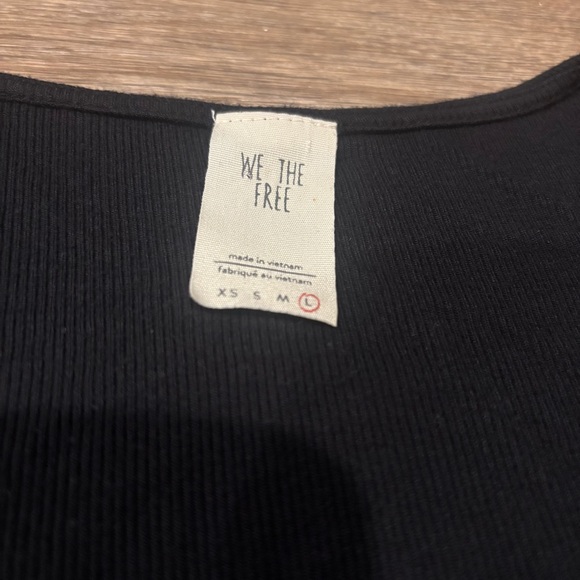 WE THE
FREE
made in vietnam
fabriqué au vietnam
XS S M L